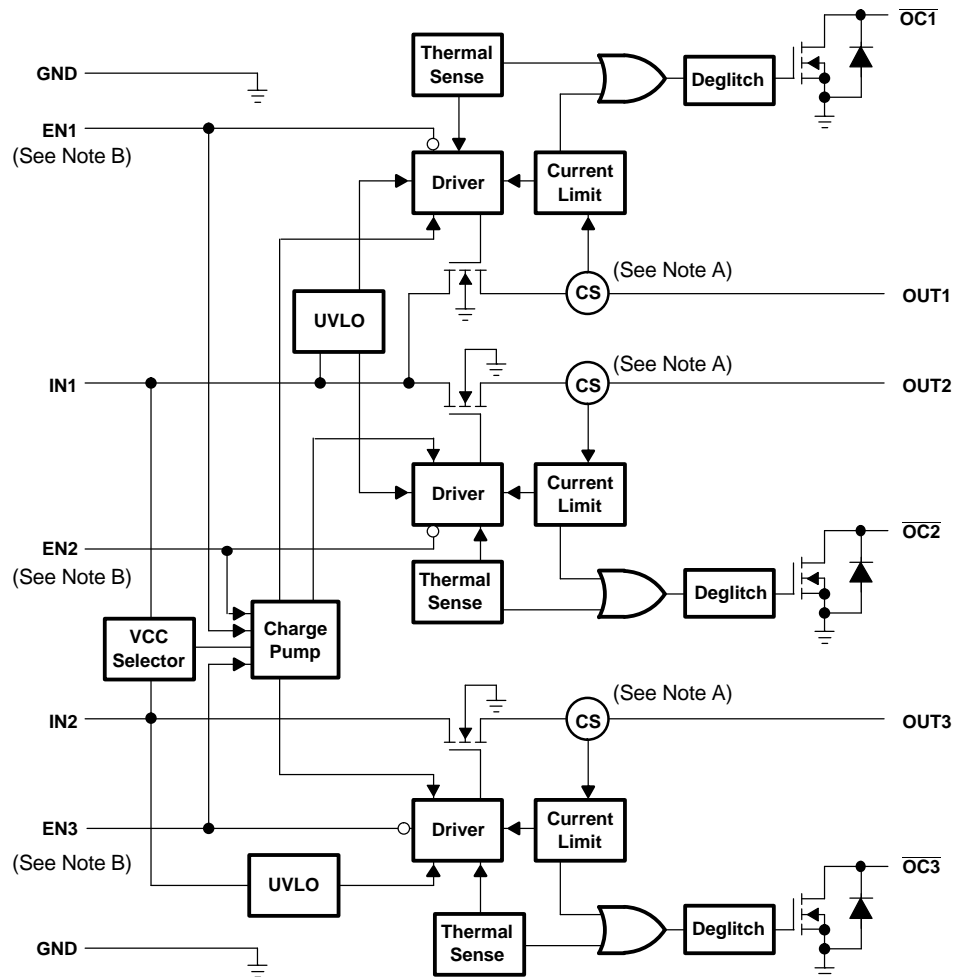 OC1
Thermal
Sense
GND
Deglitch
EN1
(See Note B)
Driver
Current
Limit
(See Note A)
CS
OUT1
UVLO
(See Note A)
IN1
CS
OUT2
Driver
Current
Limit
OC2
EN2
(See Note B)
Thermal
Sense
Deglitch
VCC
Selector
Charge
Pump
(See Note A)
IN2
CS
OUT3
EN3
(See Note B)
Driver
Current
Limit
OC3
UVLO
Deglitch
Thermal
Sense
GND